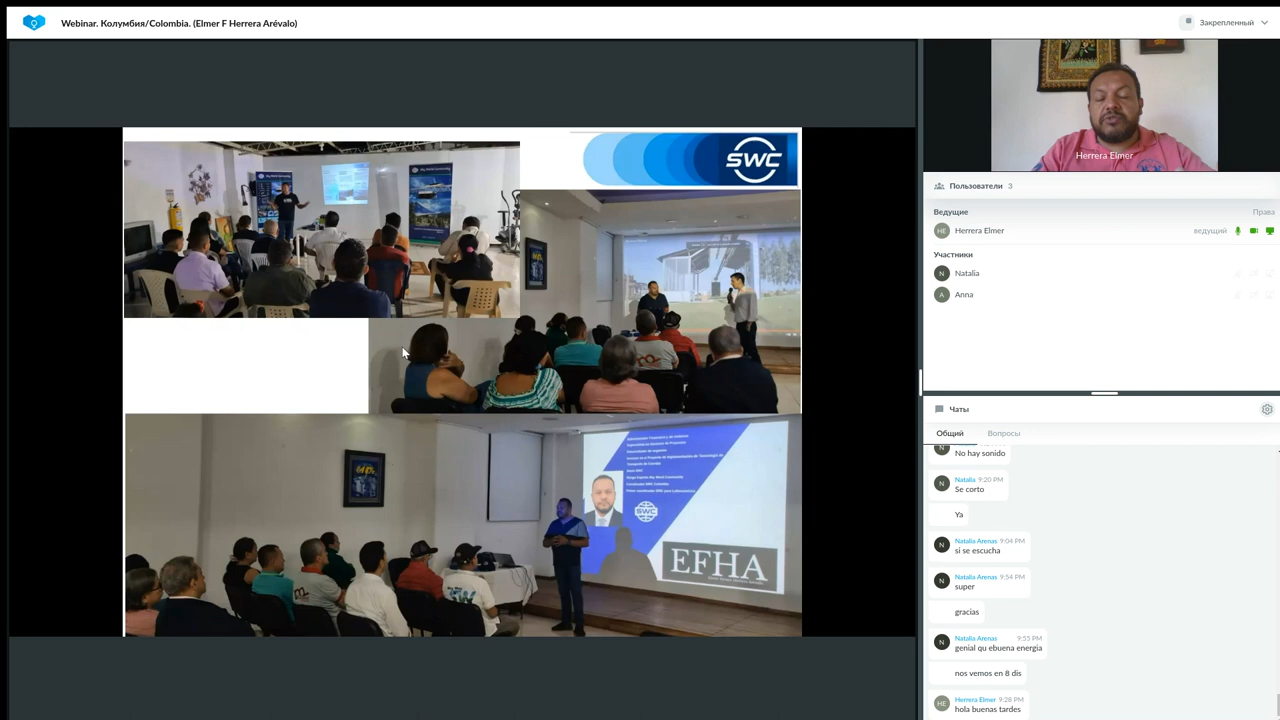 Webinar. Колумбия/Colombia. (Elmer F Herrera Arévalo)
Закрепленный
SWC
SWC
EFHA
Herrera Elmer
Пользователи 3
Ведущие
Права
HE
Herrera Elmer
ведущий
Участники
N
Natalia
A
Anna
Чаты
Общий
Вопросы
No hay sonido
N
Natalia 9:20 PM
Se corto
Ya
N
Natalia Arenas 9:04 PM
si se escucha
N
Natalia Arenas 9:54 PM
super
gracias
N
Natalia Arenas 9:55 PM
genial qu ebuena energia
nos vemos en 8 dis
HE
Herrera Elmer 9:28 PM
hola buenas tardes